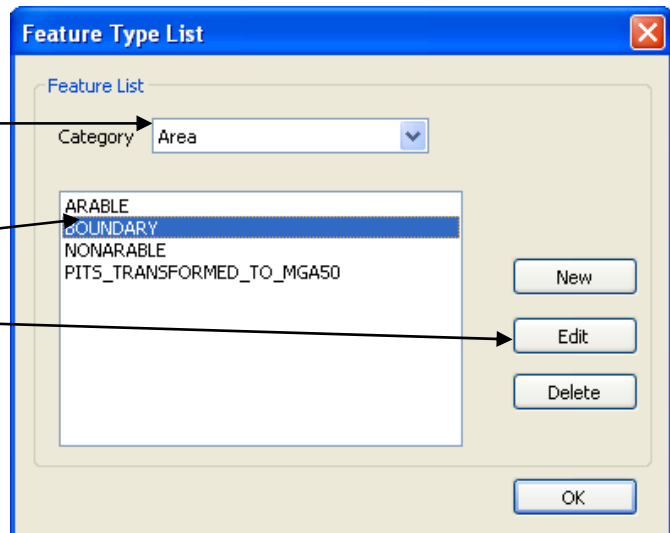 Feature Type List
Feature List
Category Area
ARABLE
BOUNDARY
NONARABLE
PITS_TRANSFORMED_TO_MGA50
New
Edit
Delete
OK